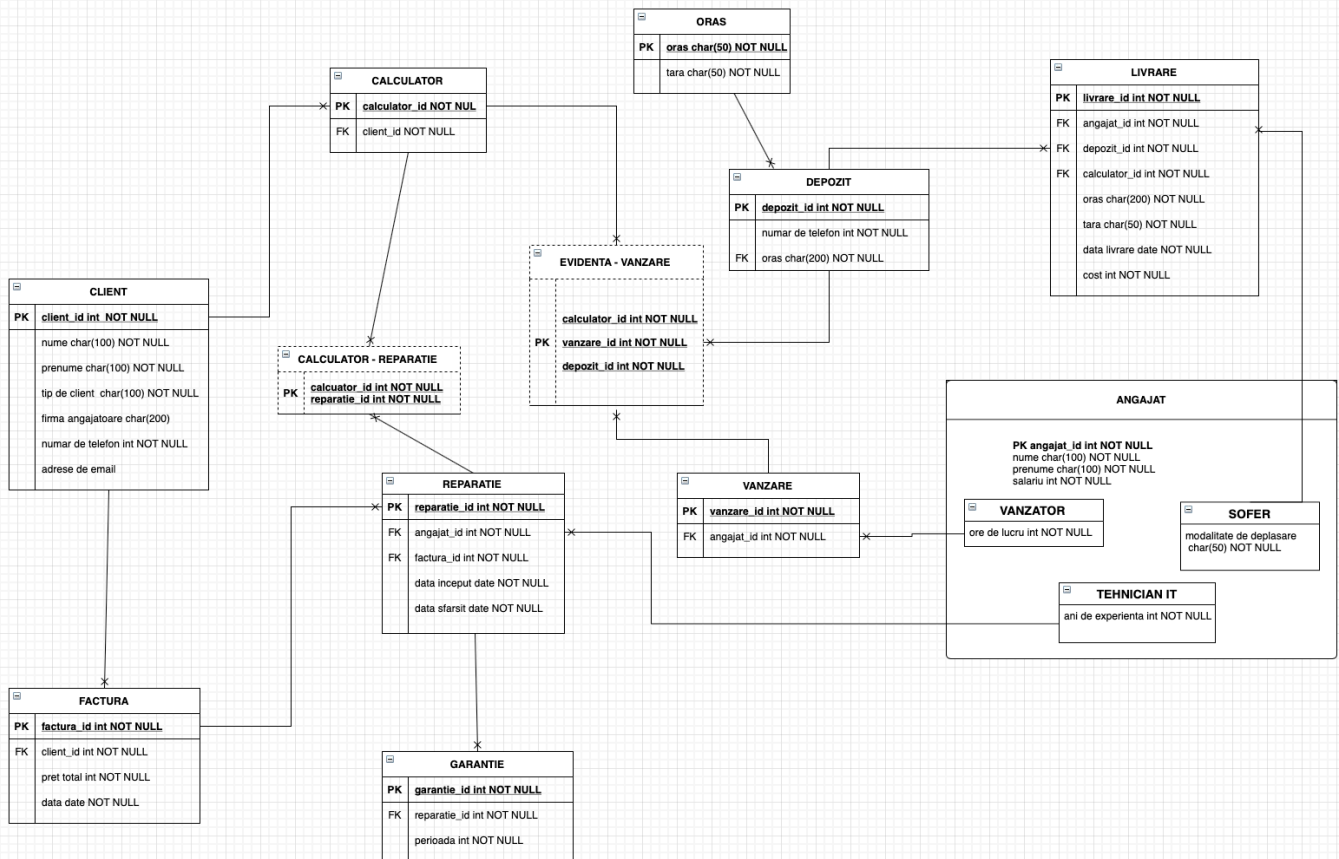 ORAS
PK oras char(50) NOT NULL
tara char(50) NOT NULL
CALCULATOR
PK calculator_id NOT NUL
FK client_id NOT NULL
LIVRARE
PK livrare_id int NOT NULL
FK angajat_id int NOT NULL
FK depozit_id int NOT NULL
FK calculator_id int NOT NULL
oras char(200) NOT NULL
tara char(50) NOT NULL
data livrare date NOT NULL
cost int NOT NULL
DEPOZIT
PK depozit_id int NOT NULL
numar de telefon int NOT NULL
FK oras char(200) NOT NULL
EVIDENTA - VANZARE
calculator_id int NOT NULL
PK vanzare_id int NOT NULL
depozit_id int NOT NULL
CLIENT
PK client_id int NOT NULL
nume char(100) NOT NULL
prenume char(100) NOT NULL
tip de client char(100) NOT NULL
firma angajatoare char(200)
numar de telefon int NOT NULL
adrese de email
CALCULATOR - REPARATIE
PK calcuator_id int NOT NULL
reparatie_id int NOT NULL
ANGAJAT
PK angajat_id int NOT NULL
nume char(100) NOT NULL
prenume char(100) NOT NULL
salariu int NOT NULL
VANZATOR
ore de lucru int NOT NULL
SOFER
modalitate de deplasare
char(50) NOT NULL
TEHNICIAN IT
ani de experienta int NOT NULL
REPARATIE
PK reparatie_id int NOT NULL
FK angajat_id int NOT NULL
FK factura_id int NOT NULL
data inceput date NOT NULL
data sfarsit date NOT NULL
VANZARE
PK vanzare_id int NOT NULL
FK angajat_id int NOT NULL
FACTURA
PK factura_id int NOT NULL
FK client_id int NOT NULL
pret total int NOT NULL
data date NOT NULL
GARANTIE
PK garantie_id int NOT NULL
FK reparatie_id int NOT NULL
perioada int NOT NULL